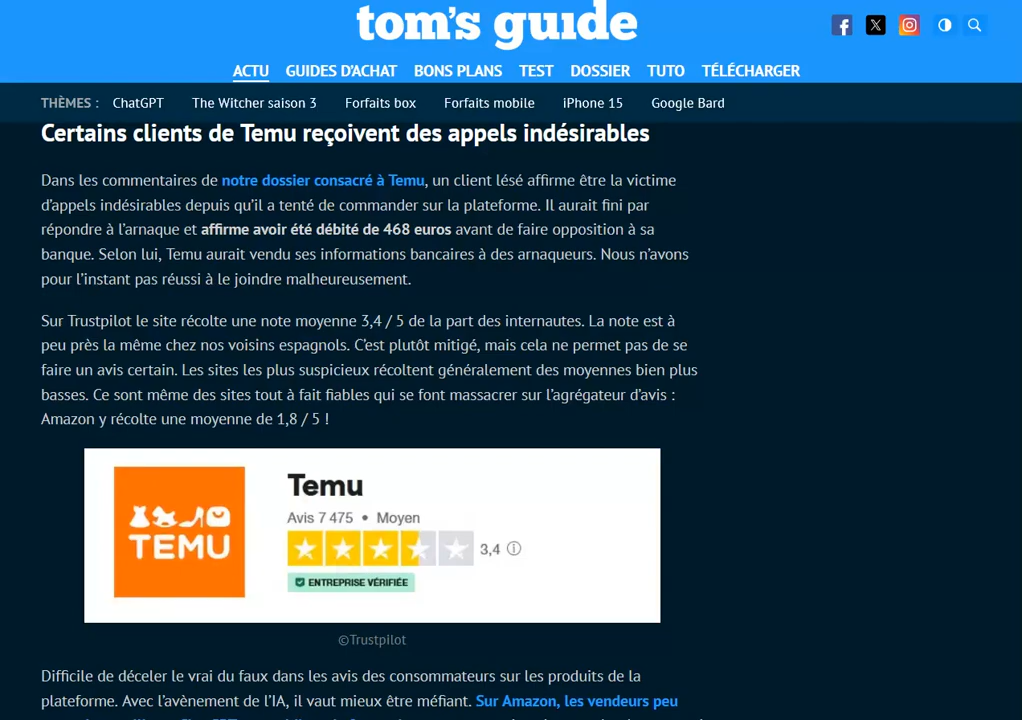 tom's guide
ACTU GUIDES D'ACHAT BONS PLANS TEST DOSSIER TUTO TÉLÉCHARGER
THÈMES : ChatGPT The Witcher saison 3 Forfaits box Forfaits mobile iPhone 15 Google Bard
Certains clients de Temu reçoivent des appels indésirables
Dans les commentaires de notre dossier consacré à Temu, un client lésé affirme être la victime
d'appels indésirables depuis qu'il a tenté de commander sur la plateforme. Il aurait fini par
répondre à l'arnaque et affirme avoir été débité de 468 euros avant de faire opposition à sa
banque. Selon lui, Temu aurait vendu ses informations bancaires à des arnaqueurs. Nous n'avons
pour l'instant pas réussi à le joindre malheureusement.
Sur Trustpilot le site récolte une note moyenne 3,4 / 5 de la part des internautes. La note est à
peu près la même chez nos voisins espagnols. C'est plutôt mitigé, mais cela ne permet pas de se
faire un avis certain. Les sites les plus suspicieux récoltent généralement des moyennes bien plus
basses. Ce sont même des sites tout à fait fiables qui se font massacrer sur l'agrégateur d'avis :
Amazon y récolte une moyenne de 1,8 / 5 !
TEMU
Temu
Avis 7 475 • Moyen
3,4
ENTREPRISE VÉRIFIÉE
©Trustpilot
Difficile de déceler le vrai du faux dans les avis des consommateurs sur les produits de la
plateforme. Avec l'avènement de l'IA, il vaut mieux être méfiant. Sur Amazon, les vendeurs peu